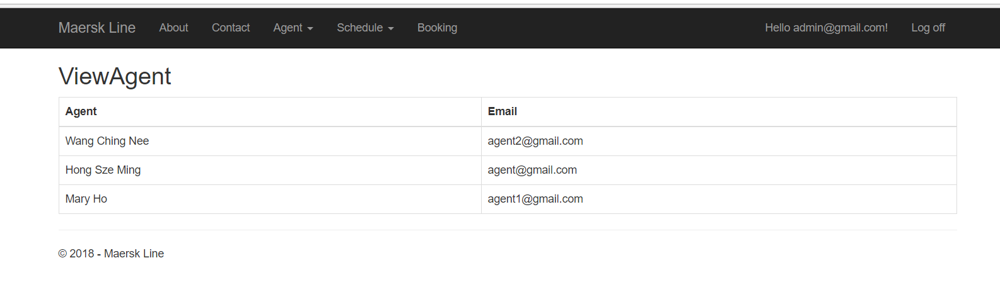 Maersk Line About Contact Agent Schedule Booking Hello admin@gmail.com! Log off
ViewAgent
Agent Email
Wang Ching Nee agent2@gmail.com
Hong Sze Ming agent@gmail.com
Mary Ho agent1@gmail.com
© 2018 - Maersk Line